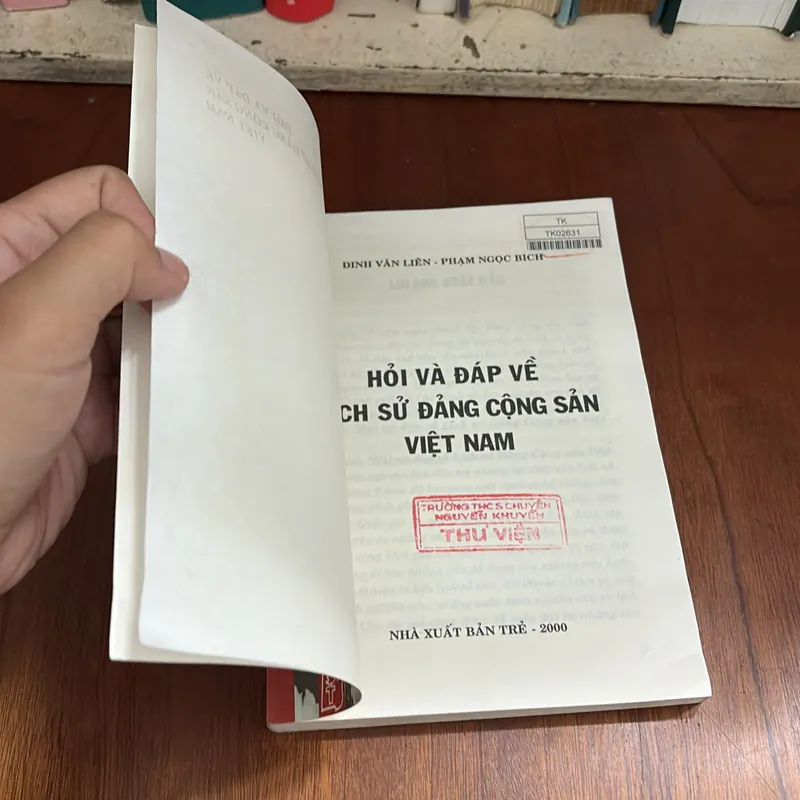 TK
TK02631
ĐINH VĂN LIÊN - PHẠM NGỌC BÍCH
HỎI VÀ ĐÁP VỀ
CH SỬ ĐẢNG CỘNG SẢN
VIỆT NAM
TRƯỜNG THCS CHUYÊN
NGUYỄN KHUYẾN
THƯ VIỆN
NHÀ XUẤT BẢN TRẺ - 2000